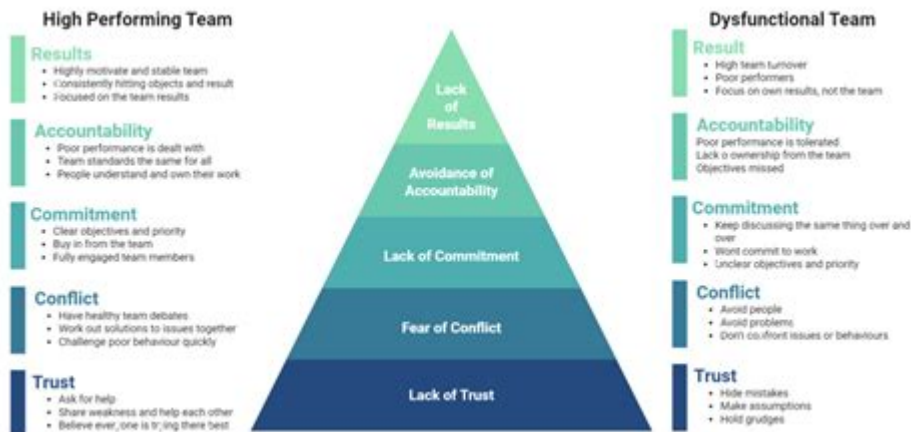 High Performing Team
Results
Highly motivate and stable team
Consistently hitting objects and result
Focused on the team results
Accountability
Poor performance is dealt with
Team standards the same for all
People understand and own their work
Commitment
Clear objectives and priority
Buy in from the team
Fully engaged team members
Conflict
Have healthy team debates
Work out solutions to issues together
Challenge poor behaviour quickly
Trust
Ask for help
Share weakness and help each other
Believe everyone is trying there best
Lack
of
Results
Avoidance of
Accountability
Lack of Commitment
Fear of Conflict
Lack of Trust
Dysfunctional Team
Result
High team turnover
Poor performers
Focus on own results, not the team
Accountability
Poor performance is tolerated
Lack o ownership from the team
Objectives missed
Commitment
Keep discussing the same thing over and
over
Wont commit to work
Unclear objectives and priority
Conflict
Avoid people
Avoid problems
Don't confront issues or behaviours
Trust
Hide mistakes
Make assumptions
Hold grudges